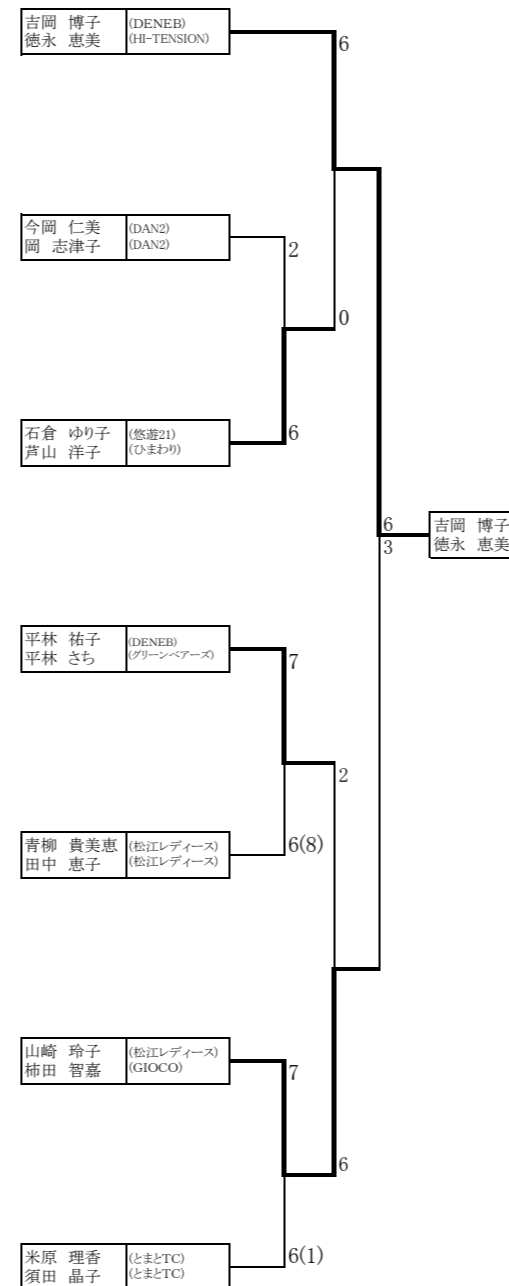 吉岡 博子 (DENEB)
徳永 恵美 (HI-TENSION)
6
今岡 仁美 (DAN2)
岡 志津子 (DAN2)
2
0
石倉 ゆり子 (悠遊21)
芦山 洋子 (ひまわり)
6
6
3
吉岡 博子
徳永 恵美
平林 祐子 (DENEB)
平林 さち (グリーンベアーズ)
7
2
青柳 貴美恵 (松江レディース)
田中 恵子 (松江レディース)
6(8)
山崎 玲子 (松江レディース)
柿田 智嘉 (GIOCO)
7
6
米原 理香 (とまとTC)
須田 晶子 (とまとTC)
6(1)